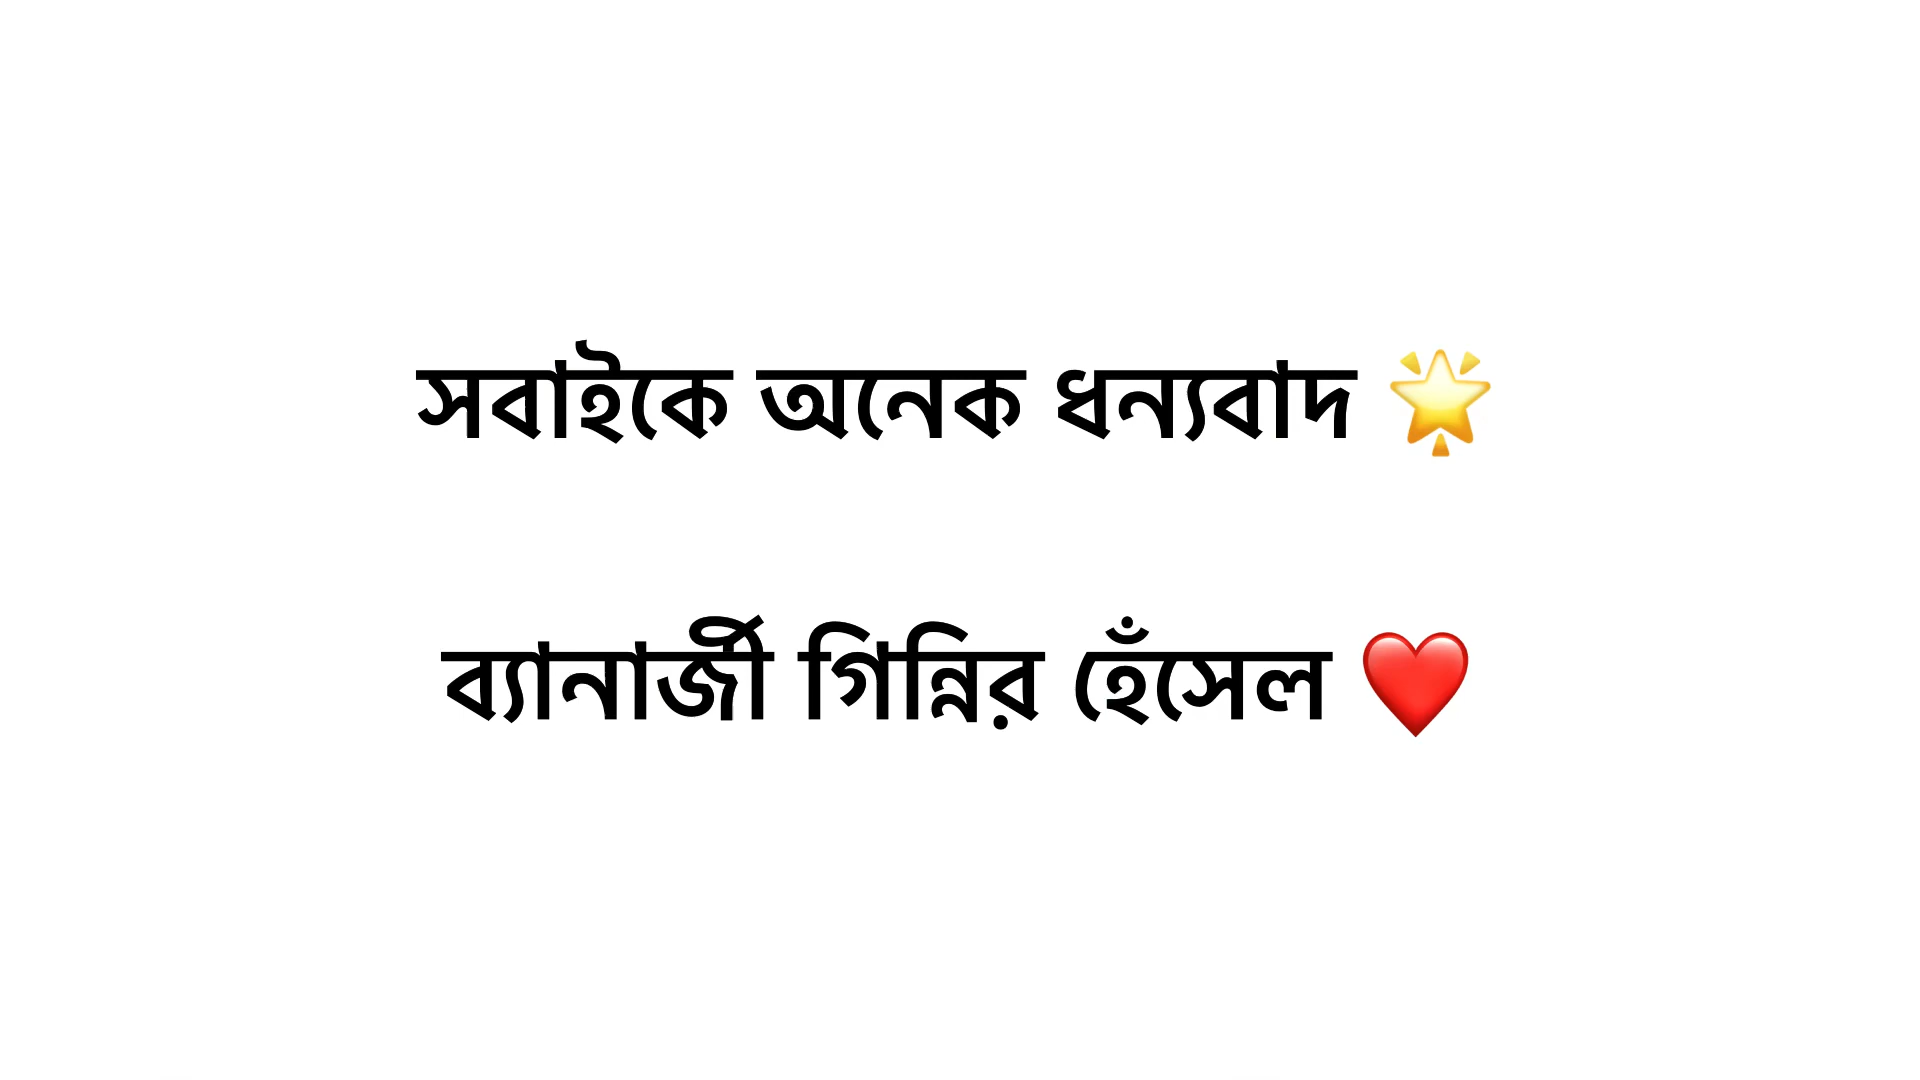 সবাইকে অনেক ধন্যবাদ 🌟
ব্যানার্জী গিন্নির হেঁসেল ❤️